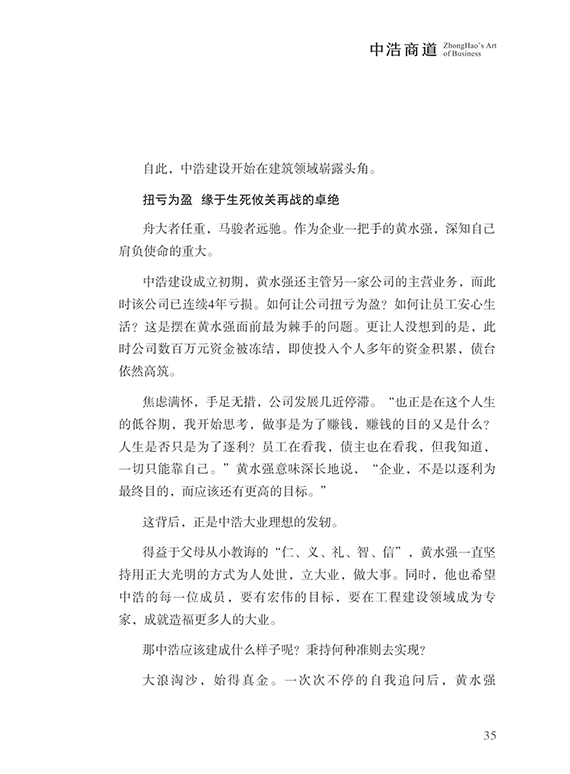 中浩商道 ZhongHao's Art
of Business
自此，中浩建设开始在建筑领域崭露头角。
扭亏为盈 缘于生死攸关再战的卓绝
舟大者任重，马骏者远驰。作为企业一把手的黄水强，深知自己
肩负使命的重大。
中浩建设成立初期，黄水强还主管另一家公司的主营业务，而此
时该公司已连续4年亏损。如何让公司扭亏为盈？如何让员工安心生
活？这是摆在黄水强面前最为棘手的问题。更让人没想到的是，此
时公司数百万元资金被冻结，即使投入个人多年的资金积累，债台
依然高筑。
焦虑满怀，手足无措，公司发展几近停滞。“也正是在这个人生
的低谷期，我开始思考，做事是为了赚钱，赚钱的目的又是什么？
人生是否只是为了逐利？员工在看我，债主也在看我，但我知道，
一切只能靠自己。”黄水强意味深长地说，“企业，不是以逐利为
最终目的，而应该还有更高的目标。”
这背后，正是中浩大业理想的发轫。
得益于父母从小教诲的“仁、义、礼、智、信”，黄水强一直坚
持用正大光明的方式为人处世，立大业，做大事。同时，他也希望
中浩的每一位成员，要有宏伟的目标，要在工程建设领域成为专
家，成就造福更多人的大业。
那中浩应该建成什么样子呢？秉持何种准则去实现？
大浪淘沙，始得真金。一次次不停的自我追问后，黄水强
35